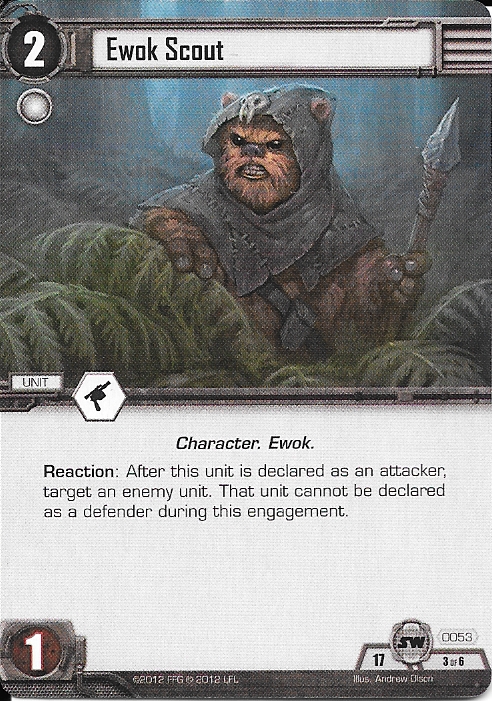 2
Ewok Scout
UNIT
Character. Ewok.
Reaction: After this unit is declared as an attacker,
target an enemy unit. That unit cannot be declared
as a defender during this engagement.
1
SW
0053
17
3 OF 6
©2012 FFG © 2012 LFL
Illus. Andrew Olson